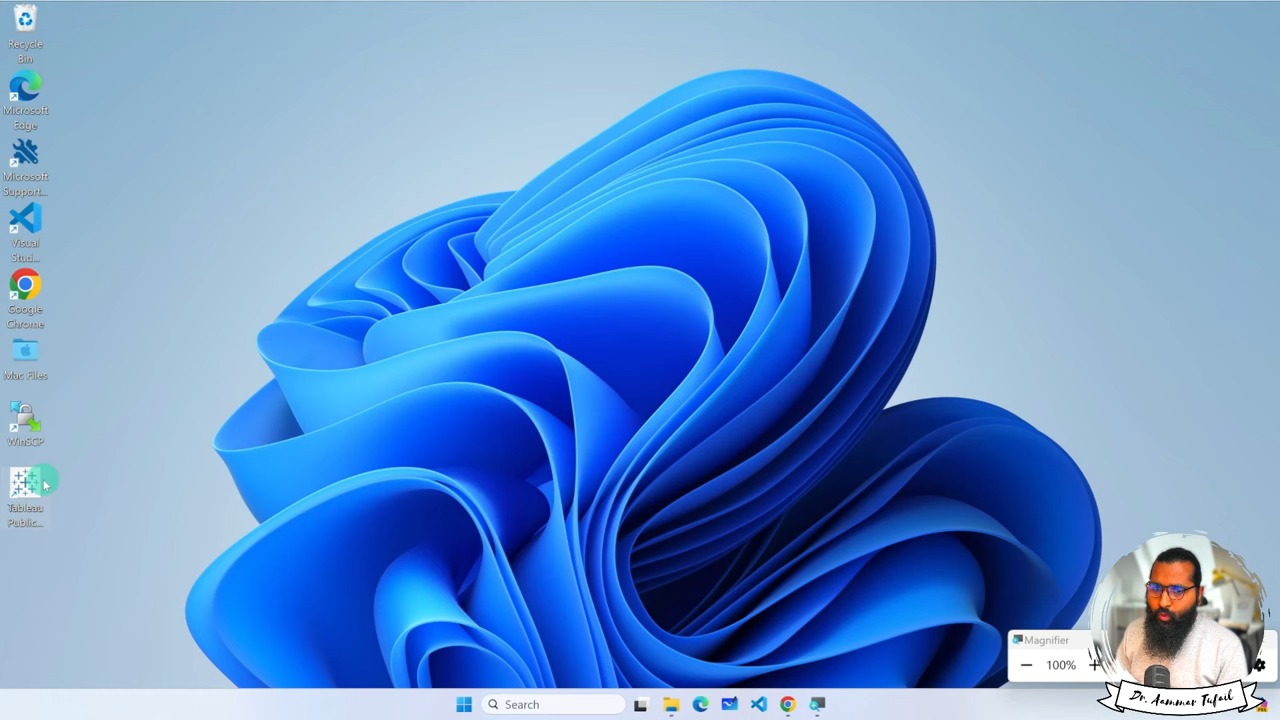 Recycle
Bin
Microsoft
Edge
Microsoft
Support...
Visual
Stud...
Google
Chrome
Mac Files
WinSCP
Tableau
Public...
Magnifier
100%
Search
Dr. Aammar Tufail